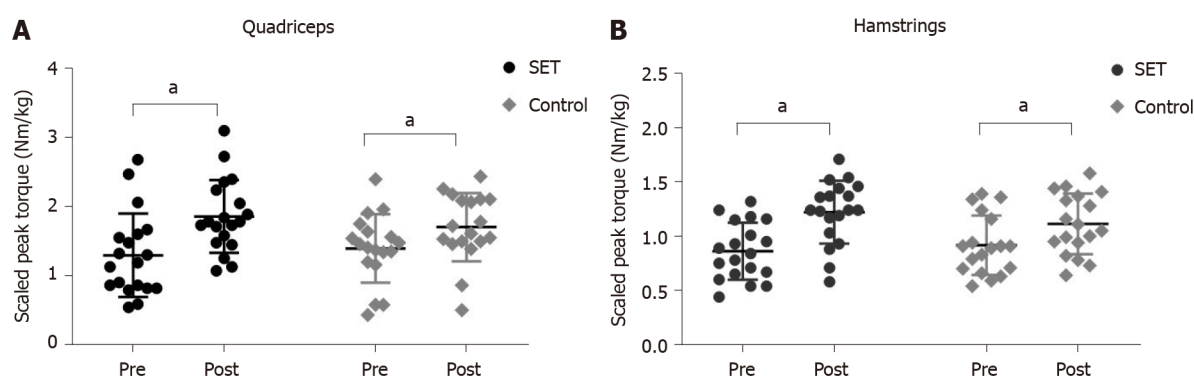 A
Quadriceps
Scaled peak torque (Nm/kg)
4
3
2
1
0
a
a
SET
Control
Pre
Post
Pre
Post
B
Hamstrings
Scaled peak torque (Nm/kg)
2.5
2.0
1.5
1.0
0.5
0.0
a
a
SET
Control
Pre
Post
Pre
Post